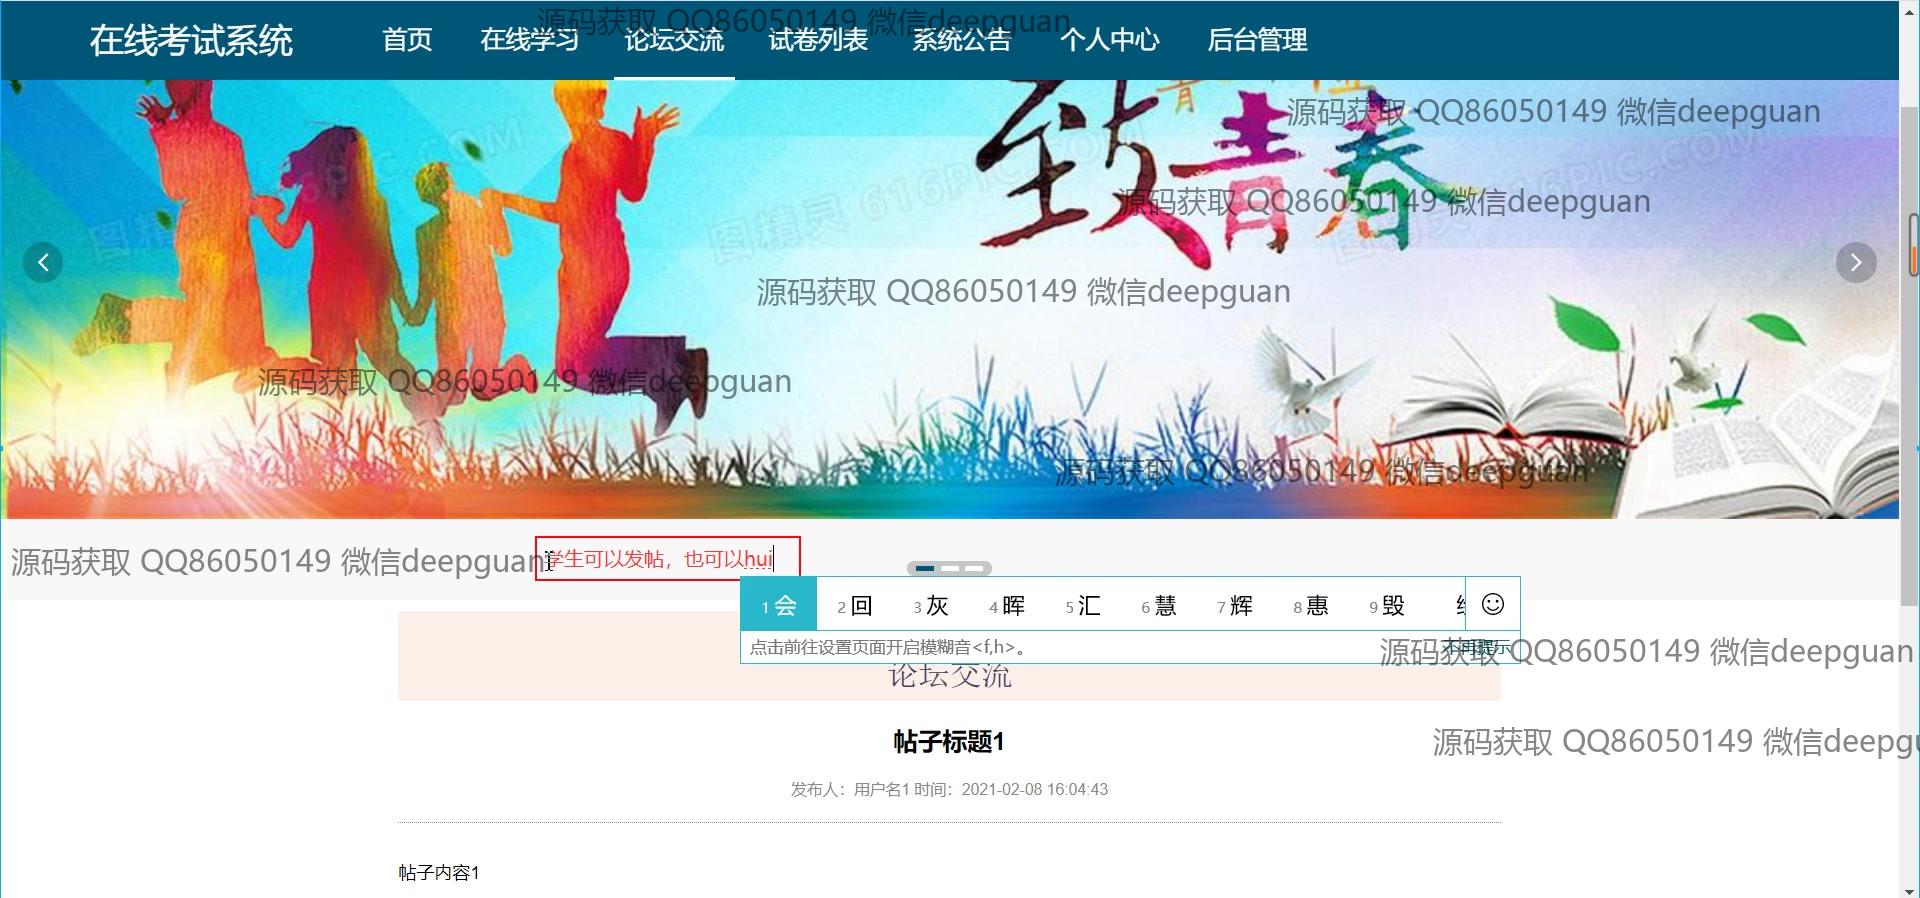 源码获取 QQ86050149 微信deepguan
在线考试系统 首页 在线学习 论坛交流 试卷列表 系统公告 个人中心 后台管理
致青春
源码获取 QQ86050149 微信deepguan
源码获取 QQ86050149 微信deepguan
源码获取 QQ86050149 微信deepguan
源码获取 QQ86050149 微信deepguan
源码获取 QQ86050149 微信deepguan
源码获取 QQ86050149 微信deepguan
学生可以发帖，也可以hui
1 会 2 回 3 灰 4 晖 5 汇 6 慧 7 辉 8 惠 9 毁
点击前往设置页面开启模糊音<f,h>。 不再提示
源码获取 QQ86050149 微信deepguan
论坛交流
帖子标题1
源码获取 QQ86050149 微信deepgu
发布人：用户名1 时间：2021-02-08 16:04:43
帖子内容1